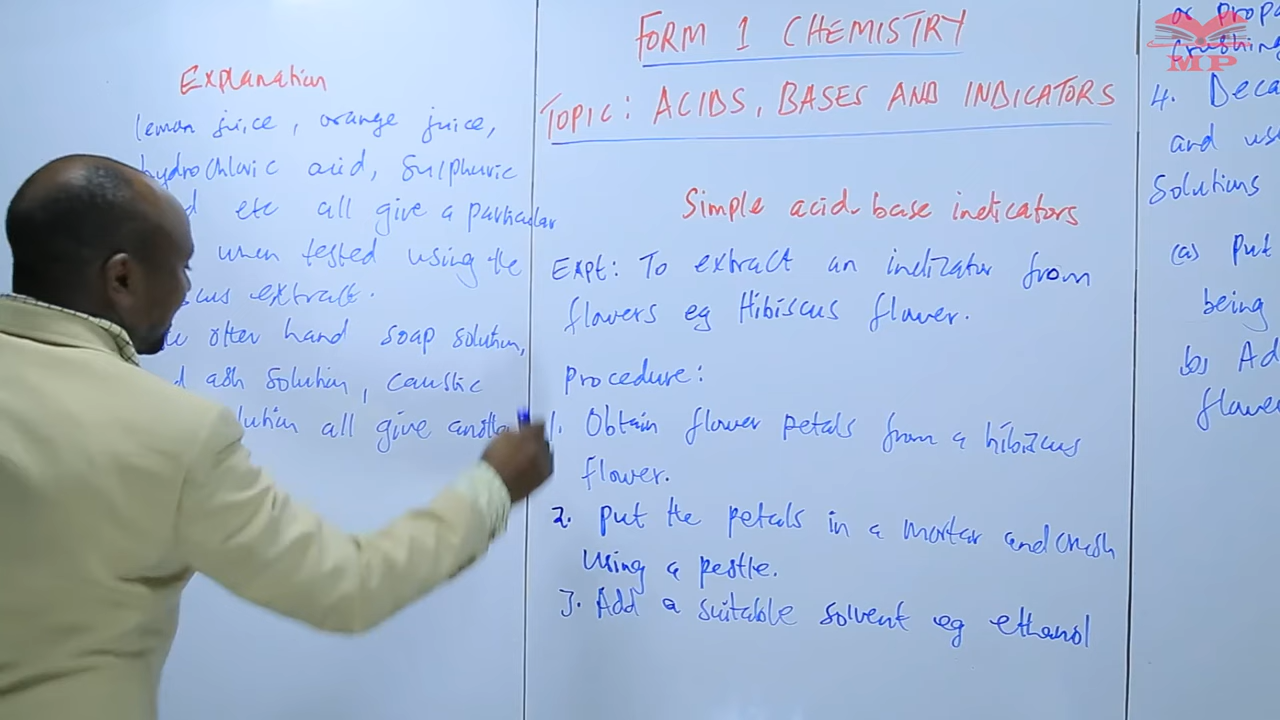 Explanation
lemon juice, orange juice,
hydrochloric acid, Sulphuric
etc all give a particular
when tested using the
extract.
other hand soap solution,
ash solution, caustic
all give another
FORM 1 CHEMISTRY
TOPIC: ACIDS, BASES AND INDICATORS
Simple acid-base indicators
Expt: To extract an indicator from
flowers eg Hibiscus flower.
Procedure:
1. Obtain flower petals from a hibiscus
flower.
2. Put the petals in a mortar and crush
Using a pestle.
3. Add a suitable solvent eg ethanol
or propa
Crushing
MP
4. Deca
and use
Solutions
(a) Put
being
b) Ad
flower